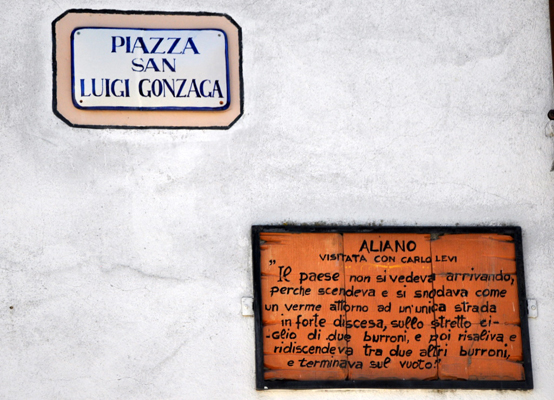 PIAZZA
SAN
LUIGI GONZAGA
ALIANO
VISITATA CON CARLO LEVI
„Il paese non si vedeva arrivando,
perche scendeva e si snodava come
un verme attorno ad un'unica strada
in forte discesa, sullo stretto ci-
-glio di due burroni, e poi risaliva e
ridiscendeva tra due altri burroni,
e terminava sul vuoto."